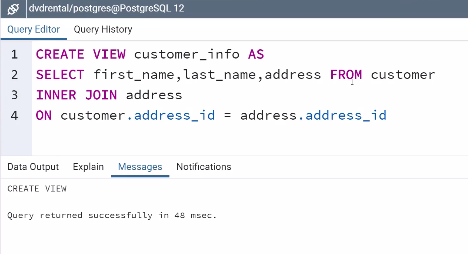 dvdrental/postgres@PostgreSQL 12
Query Editor Query History
1 CREATE VIEW customer_info AS
2 SELECT first_name,last_name,address FROM customer
3 INNER JOIN address
4 ON customer.address_id = address.address_id
Data Output Explain Messages Notifications
CREATE VIEW
Query returned successfully in 48 msec.